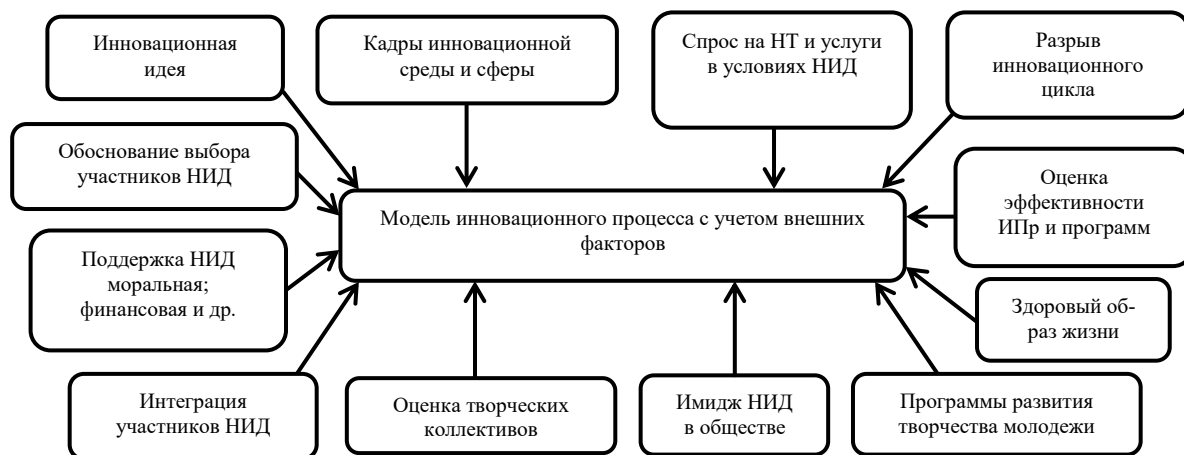 Инновационная
идея
Кадры инновационной
среды и сферы
Спрос на НТ и услуги
в условиях НИД
Разрыв
инновационного
цикла
Обоснование выбора
участников НИД
Оценка
эффективности
ИПр и программ
Модель инновационного процесса с учетом внешних
факторов
Поддержка НИД
моральная;
финансовая и др.
Здоровый об-
раз жизни
Интеграция
участников НИД
Оценка творческих
коллективов
Имидж НИД
в обществе
Программы развития
творчества молодежи